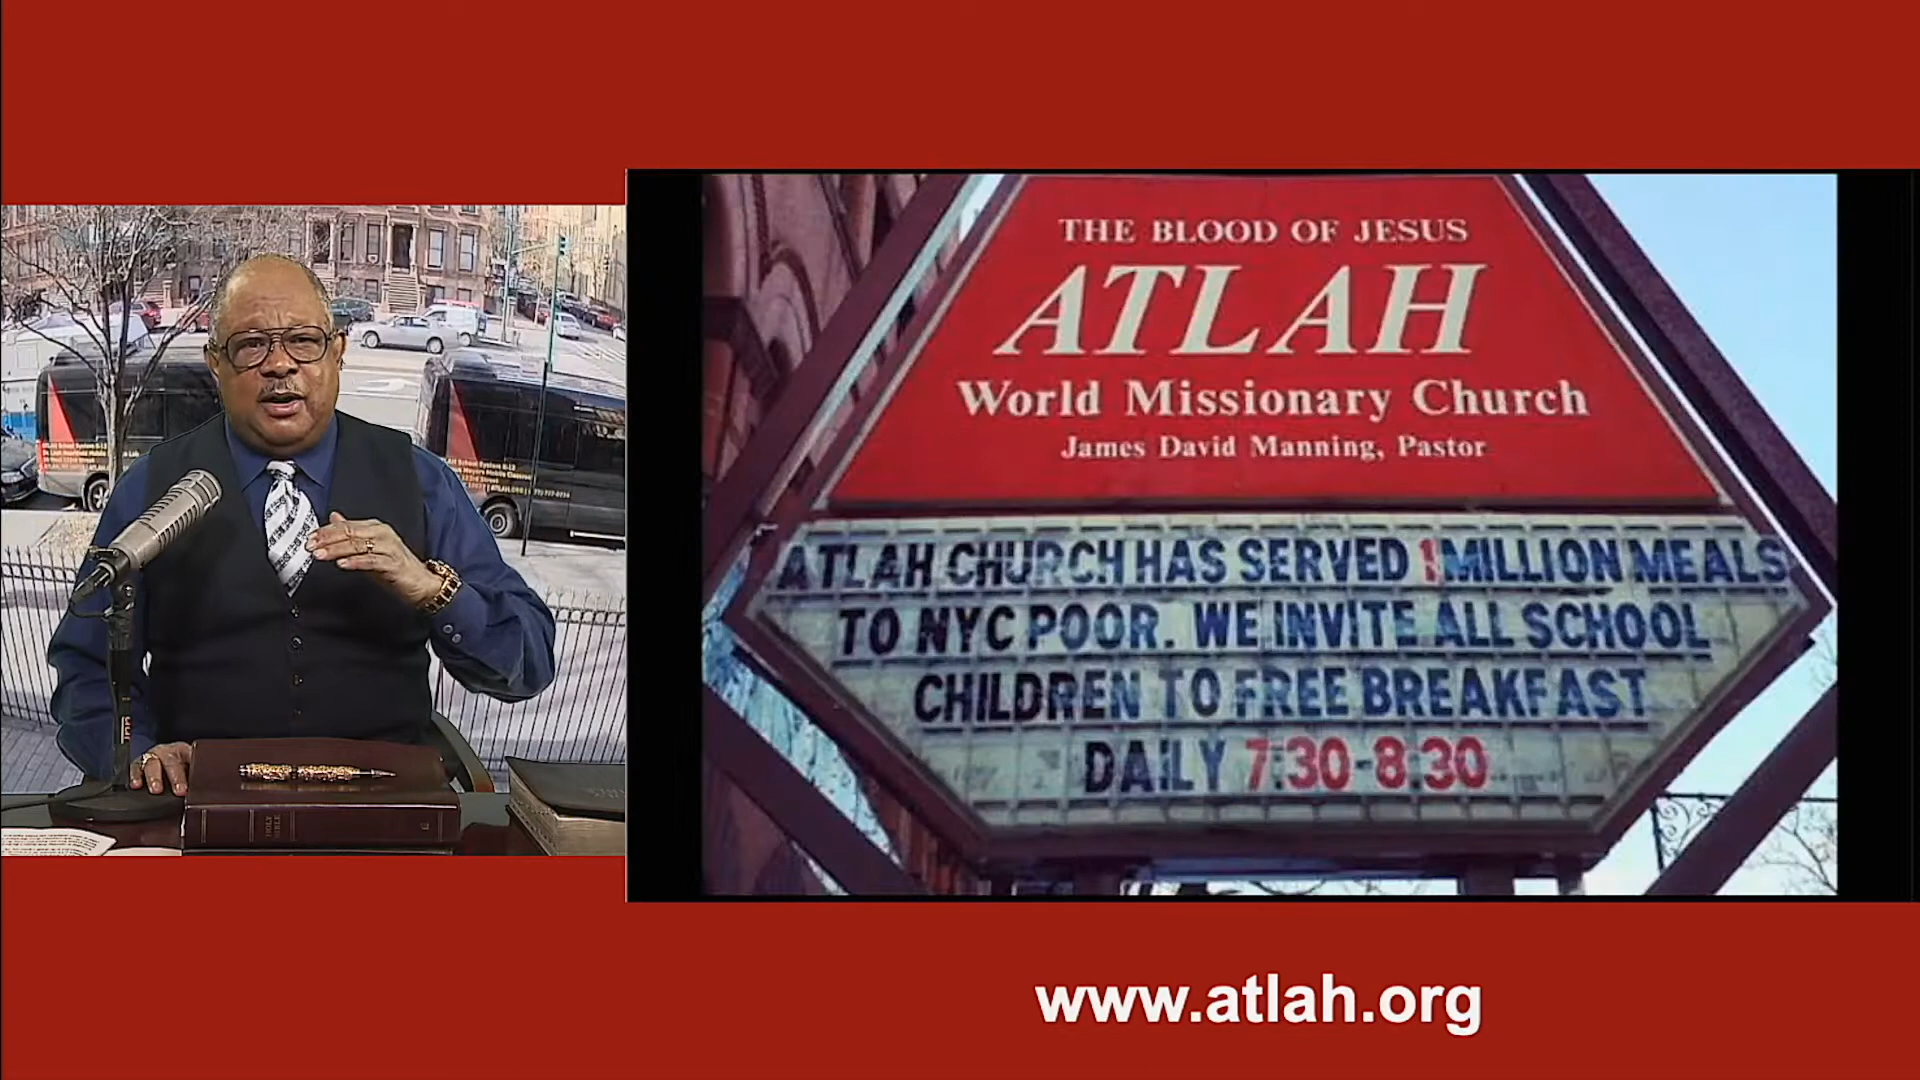 THE BLOOD OF JESUS
ATLAH
World Missionary Church
James David Manning, Pastor
ATLAH CHURCH HAS SERVED 1 MILLION MEALS
TO NYC POOR. WE INVITE ALL SCHOOL
CHILDREN TO FREE BREAKFAST
DAILY 7:30-8:30
HOLY
BIBLE
www.atlah.org